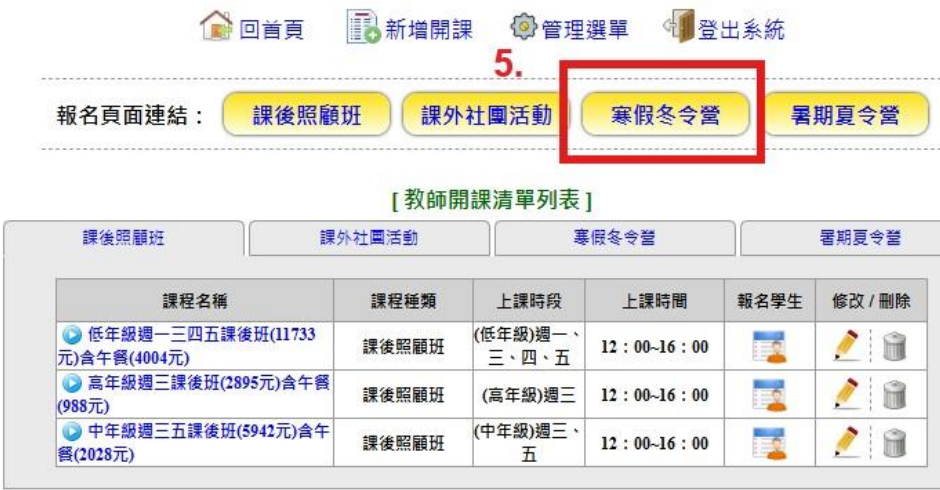 回首頁 新增開課 管理選單 登出系統
5.
報名頁面連結： 課後照顧班 課外社團活動 寒假冬令營 暑期夏令營
[ 教師開課清單列表 ]
課後照顧班 課外社團活動 寒假冬令營 暑期夏令營
課程名稱 課程種類 上課時段 上課時間 報名學生 修改 / 刪除
低年級週一三四五課後班(11733
元)含午餐(4004元)
課後照顧班
(低年級)週一、
三、四、五
12：00~16：00
高年級週三課後班(2895元)含午餐
(988元)
課後照顧班
(高年級)週三
12：00~16：00
中年級週三五課後班(5942元)含午
餐(2028元)
課後照顧班
(中年級)週三、
五
12：00~16：00